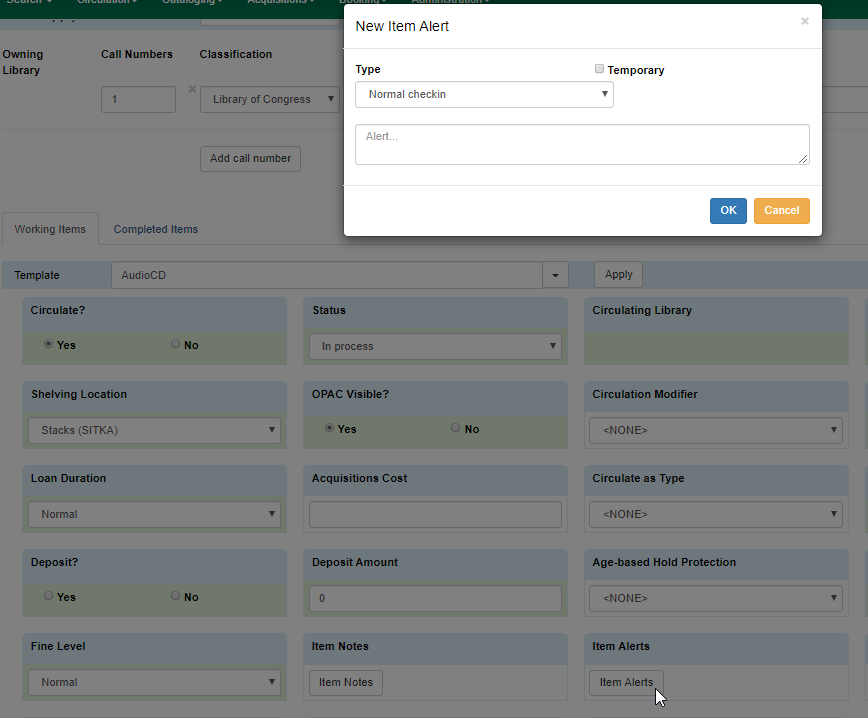 Search Circulation Cataloging Acquisitions Booking Administration
New Item Alert
×
Type
Temporary
Normal checkin
Alert...
OK
Cancel
Owning
Library
Call Numbers
Classification
1
×
Library of Congress
Add call number
Working Items
Completed Items
Template
AudioCD
Apply
Circulate?
Status
Circulating Library
Yes
No
In process
Shelving Location
OPAC Visible?
Circulation Modifier
Stacks (SITKA)
Yes
No
<NONE>
Loan Duration
Acquisitions Cost
Circulate as Type
Normal
<NONE>
Deposit?
Deposit Amount
Age-based Hold Protection
Yes
No
0
<NONE>
Fine Level
Item Notes
Item Alerts
Normal
Item Notes
Item Alerts